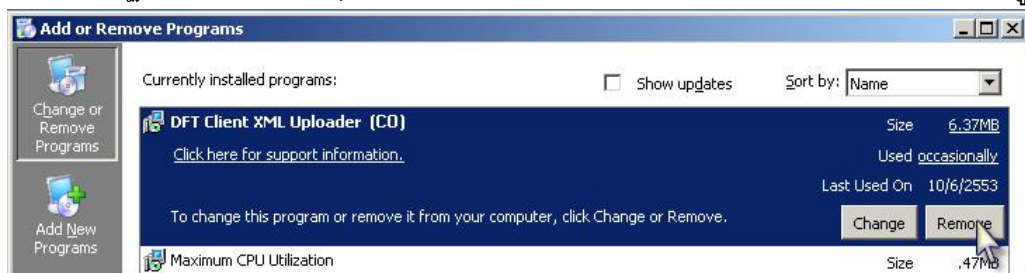 Add or Remove Programs
Change or
Remove
Programs
Add New
Programs
Currently installed programs:
Show updates
Sort by: Name
DFT Client XML Uploader (CO)
Size 6.37MB
Click here for support information.
Used occasionally
Last Used On 10/6/2553
To change this program or remove it from your computer, click Change or Remove.
Change
Remove
Maximum CPU Utilization
Size .47MB